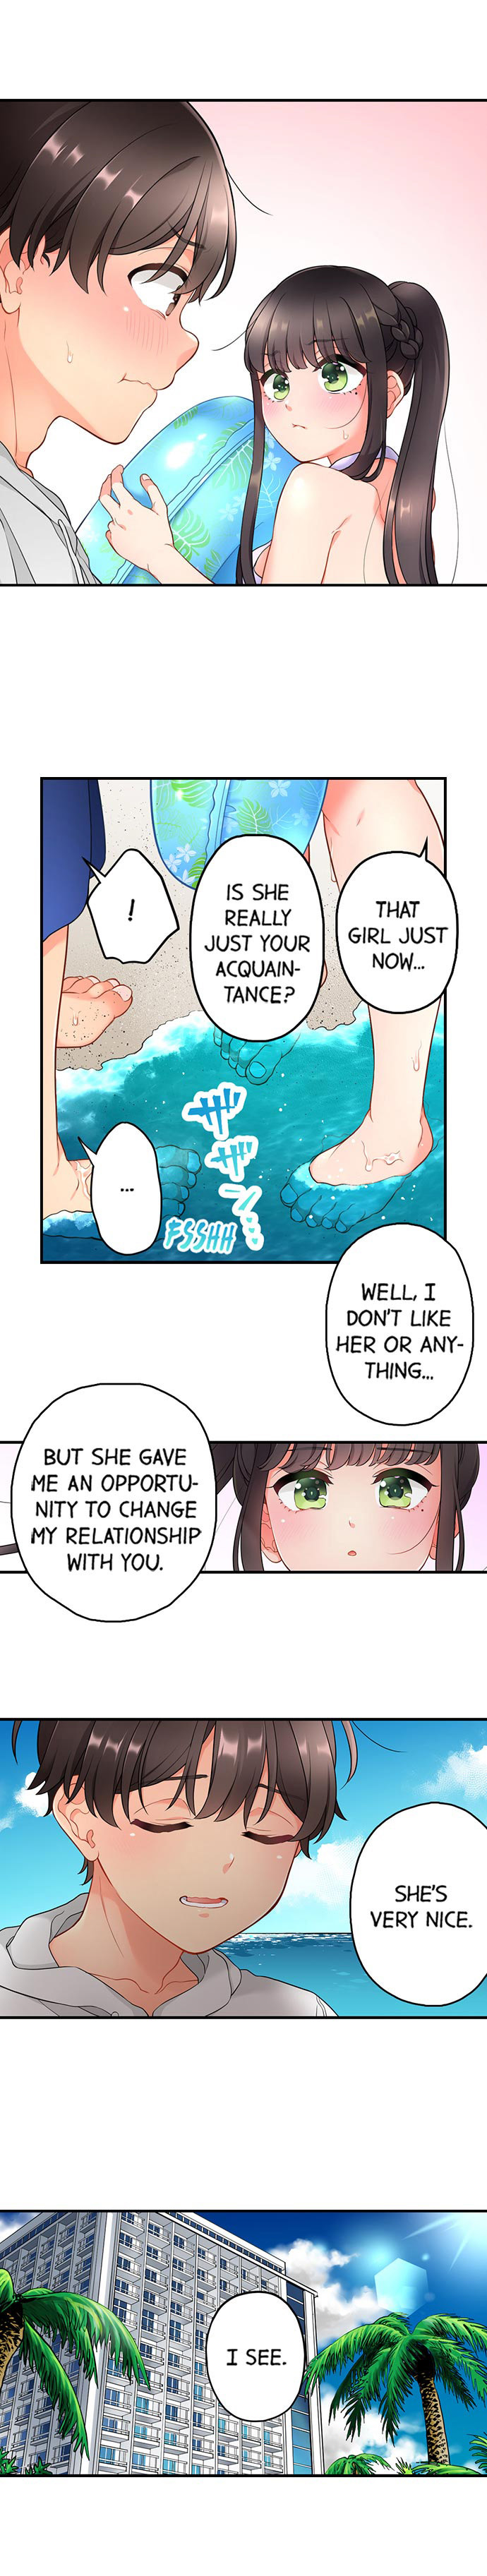 THAT
GIRL JUST
NOW...
IS SHE
REALLY
JUST YOUR
ACQUAIN-
TANCE?
!
ザザーン...
FSSHH
...
WELL, I
DON'T LIKE
HER OR ANY-
THING...
BUT SHE GAVE
ME AN OPPORTU-
NITY TO CHANGE
MY RELATIONSHIP
WITH YOU.
SHE'S
VERY NICE.
I SEE.